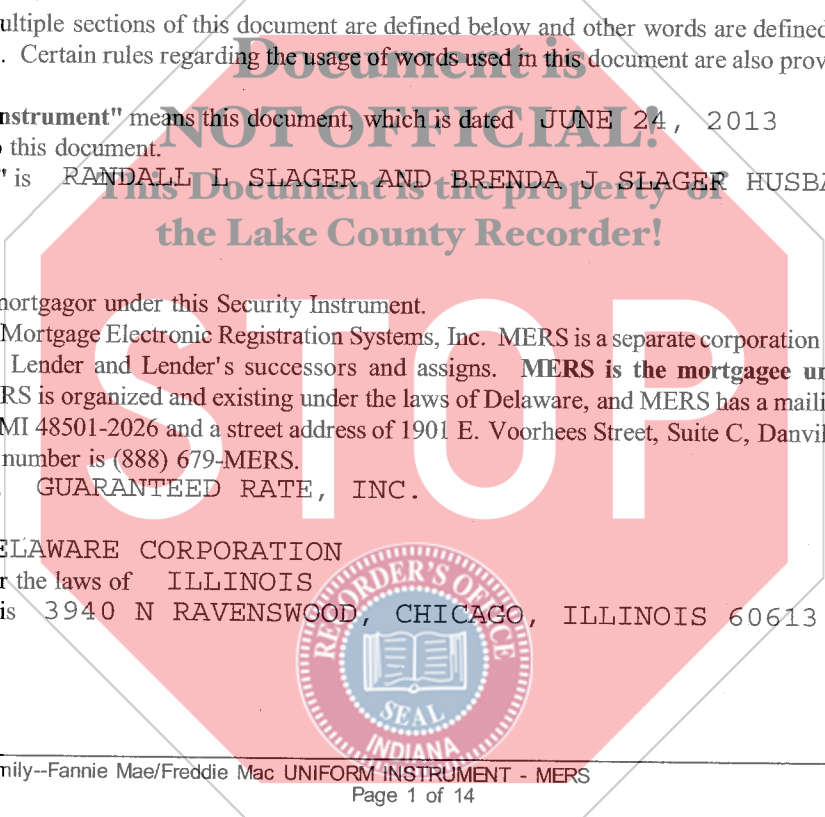 ultiple sections of this document are defined below and other words are defined
. Certain rules regarding the usage of words used in this document are also prov
Document is
nstrument" means this document, which is dated JUNE 24, 2013
NOT OFFICIAL!
this document.
" is RANDALL L SLAGER AND BRENDA J SLAGER HUSBA
This Document is the property of
the Lake County Recorder!
mortgagor under this Security Instrument.
Mortgage Electronic Registration Systems, Inc. MERS is a separate corporation
Lender and Lender's successors and assigns. MERS is the mortgagee un
RS is organized and existing under the laws of Delaware, and MERS has a maili
MI 48501-2026 and a street address of 1901 E. Voorhees Street, Suite C, Danvil
number is (888) 679-MERS.
STOP
GUARANTEED RATE, INC.
ELAWARE CORPORATION
r the laws of ILLINOIS
is 3940 N RAVENSWOOD, CHICAGO, ILLINOIS 60613
RECORDER'S OFFICE
SEAL
INDIANA
mily--Fannie Mae/Freddie Mac UNIFORM INSTRUMENT - MERS
Page 1 of 14